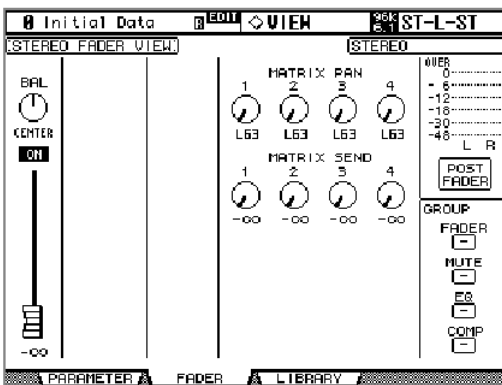 0 Initial Data EDIT VIEW 96K 6.1 ST-L-ST
STEREO FADER VIEW STEREO
BAL
CENTER
ON
-∞
MATRIX PAN
1 2 3 4
L63 L63 L63 L63
MATRIX SEND
1 2 3 4
-∞ -∞ -∞ -∞
OVER
0
- 6
-12
-18
-30
-48
L R
POST FADER
GROUP
FADER
-
MUTE
-
EQ
-
COMP
-
PARAMETER FADER LIBRARY